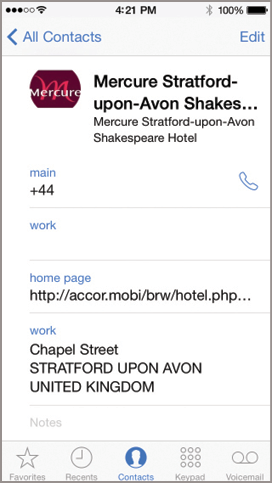 4:21 PM 100%
All Contacts Edit
Mercure
Mercure Stratford-
upon-Avon Shakes...
Mercure Stratford-upon-Avon
Shakespeare Hotel
main
+44
work
home page
http://accor.mobi/brw/hotel.php...
work
Chapel Street
STRATFORD UPON AVON
UNITED KINGDOM
Notes
Favorites Recents Contacts Keypad Voicemail